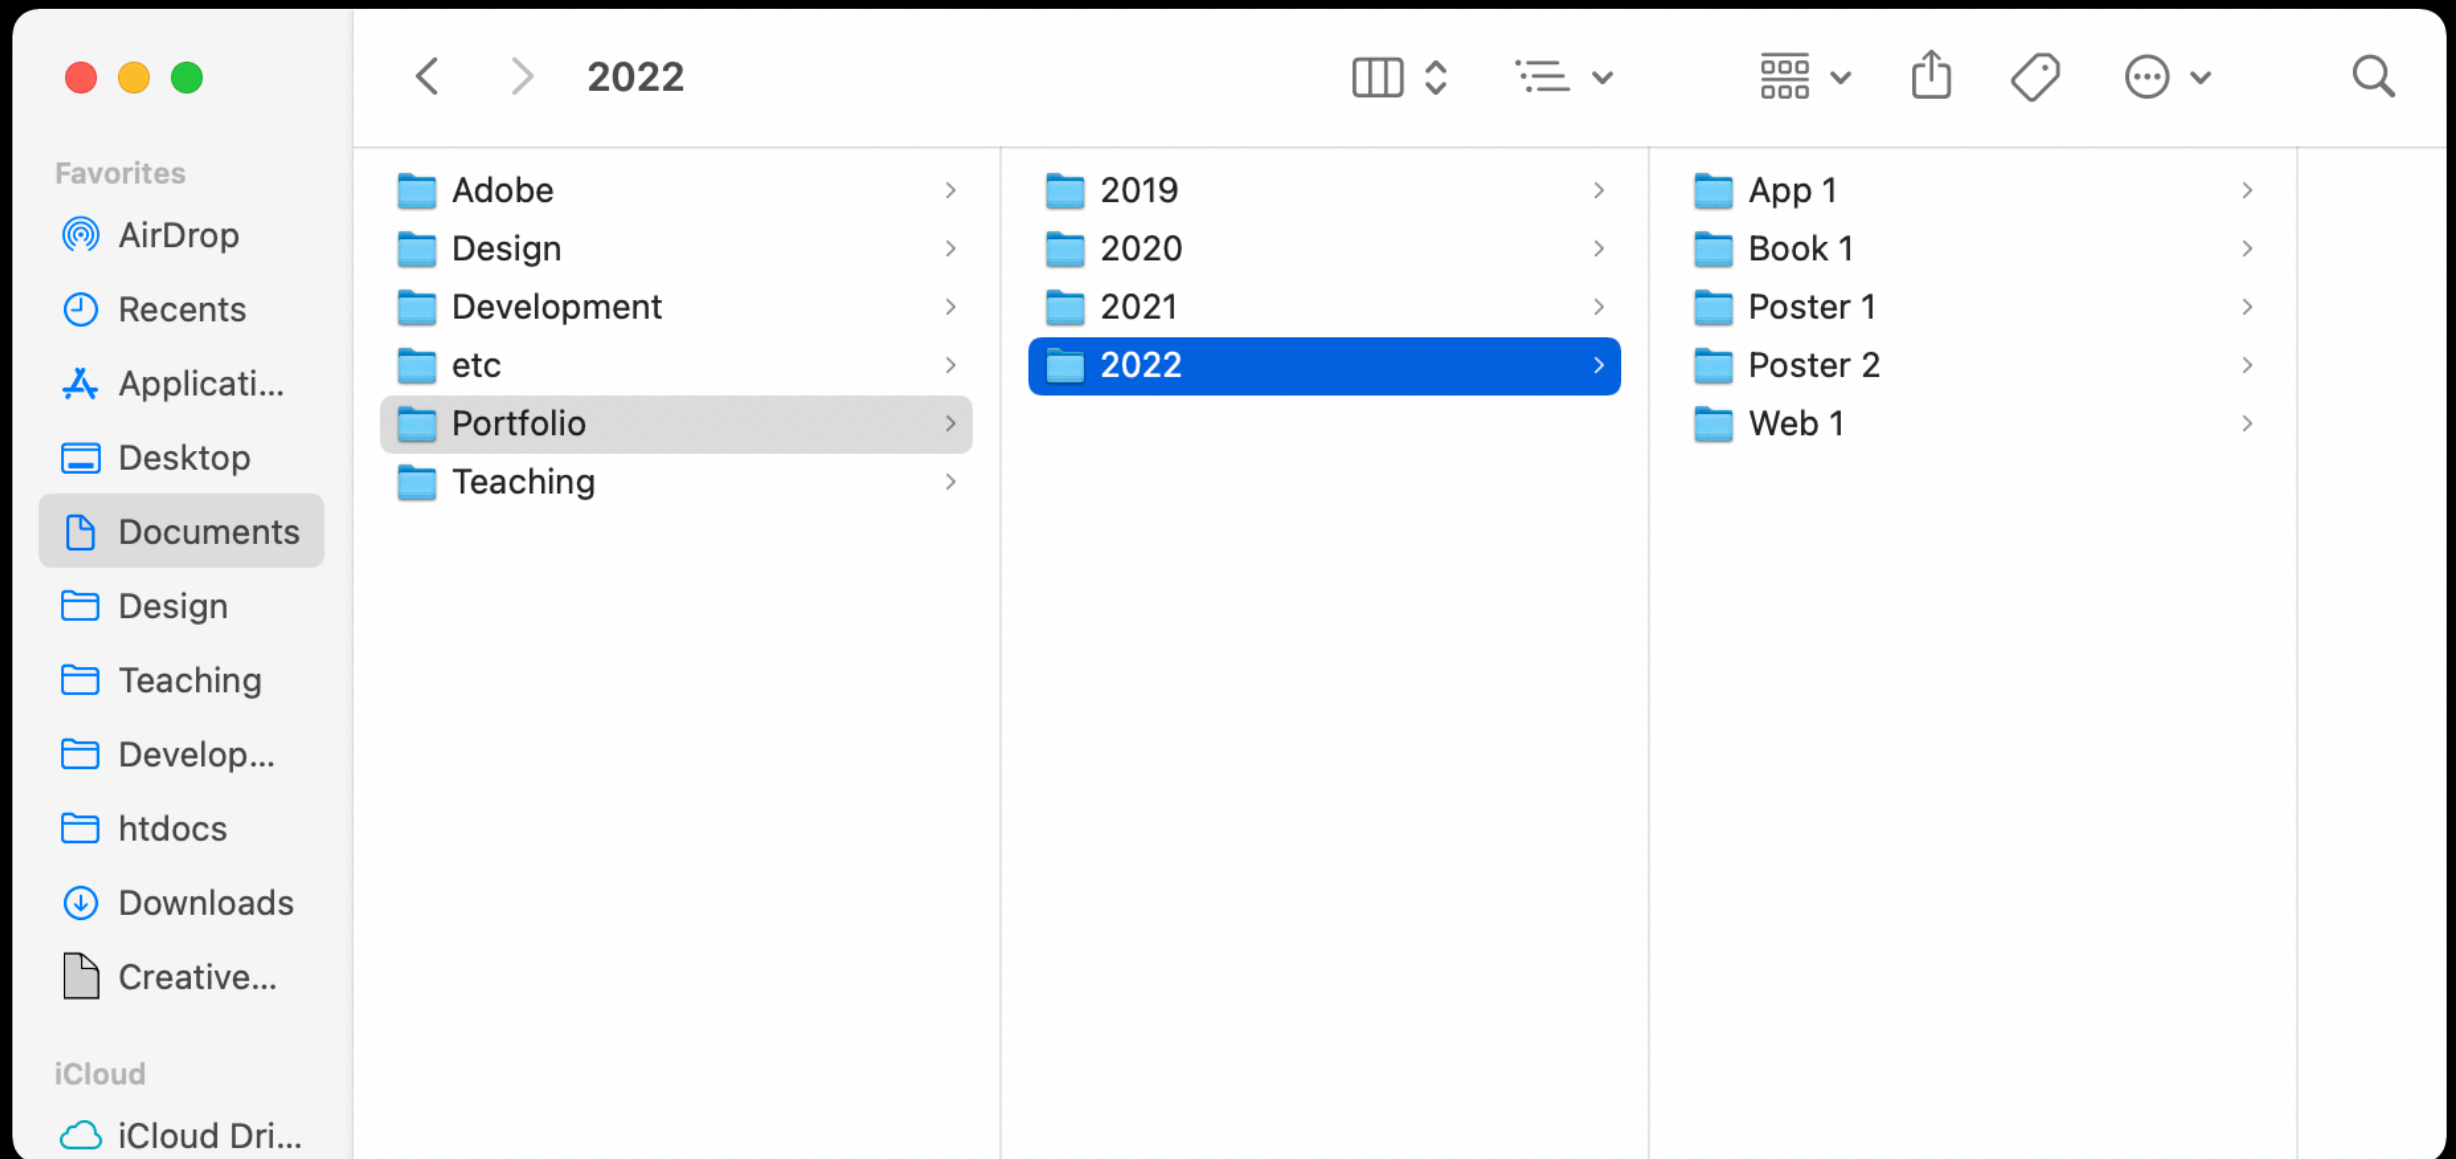 2022
Favorites
AirDrop
Recents
Applicati...
Desktop
Documents
Design
Teaching
Develop...
htdocs
Downloads
Creative...
iCloud
iCloud Dri...
Adobe
Design
Development
etc
Portfolio
Teaching
2019
2020
2021
2022
App 1
Book 1
Poster 1
Poster 2
Web 1